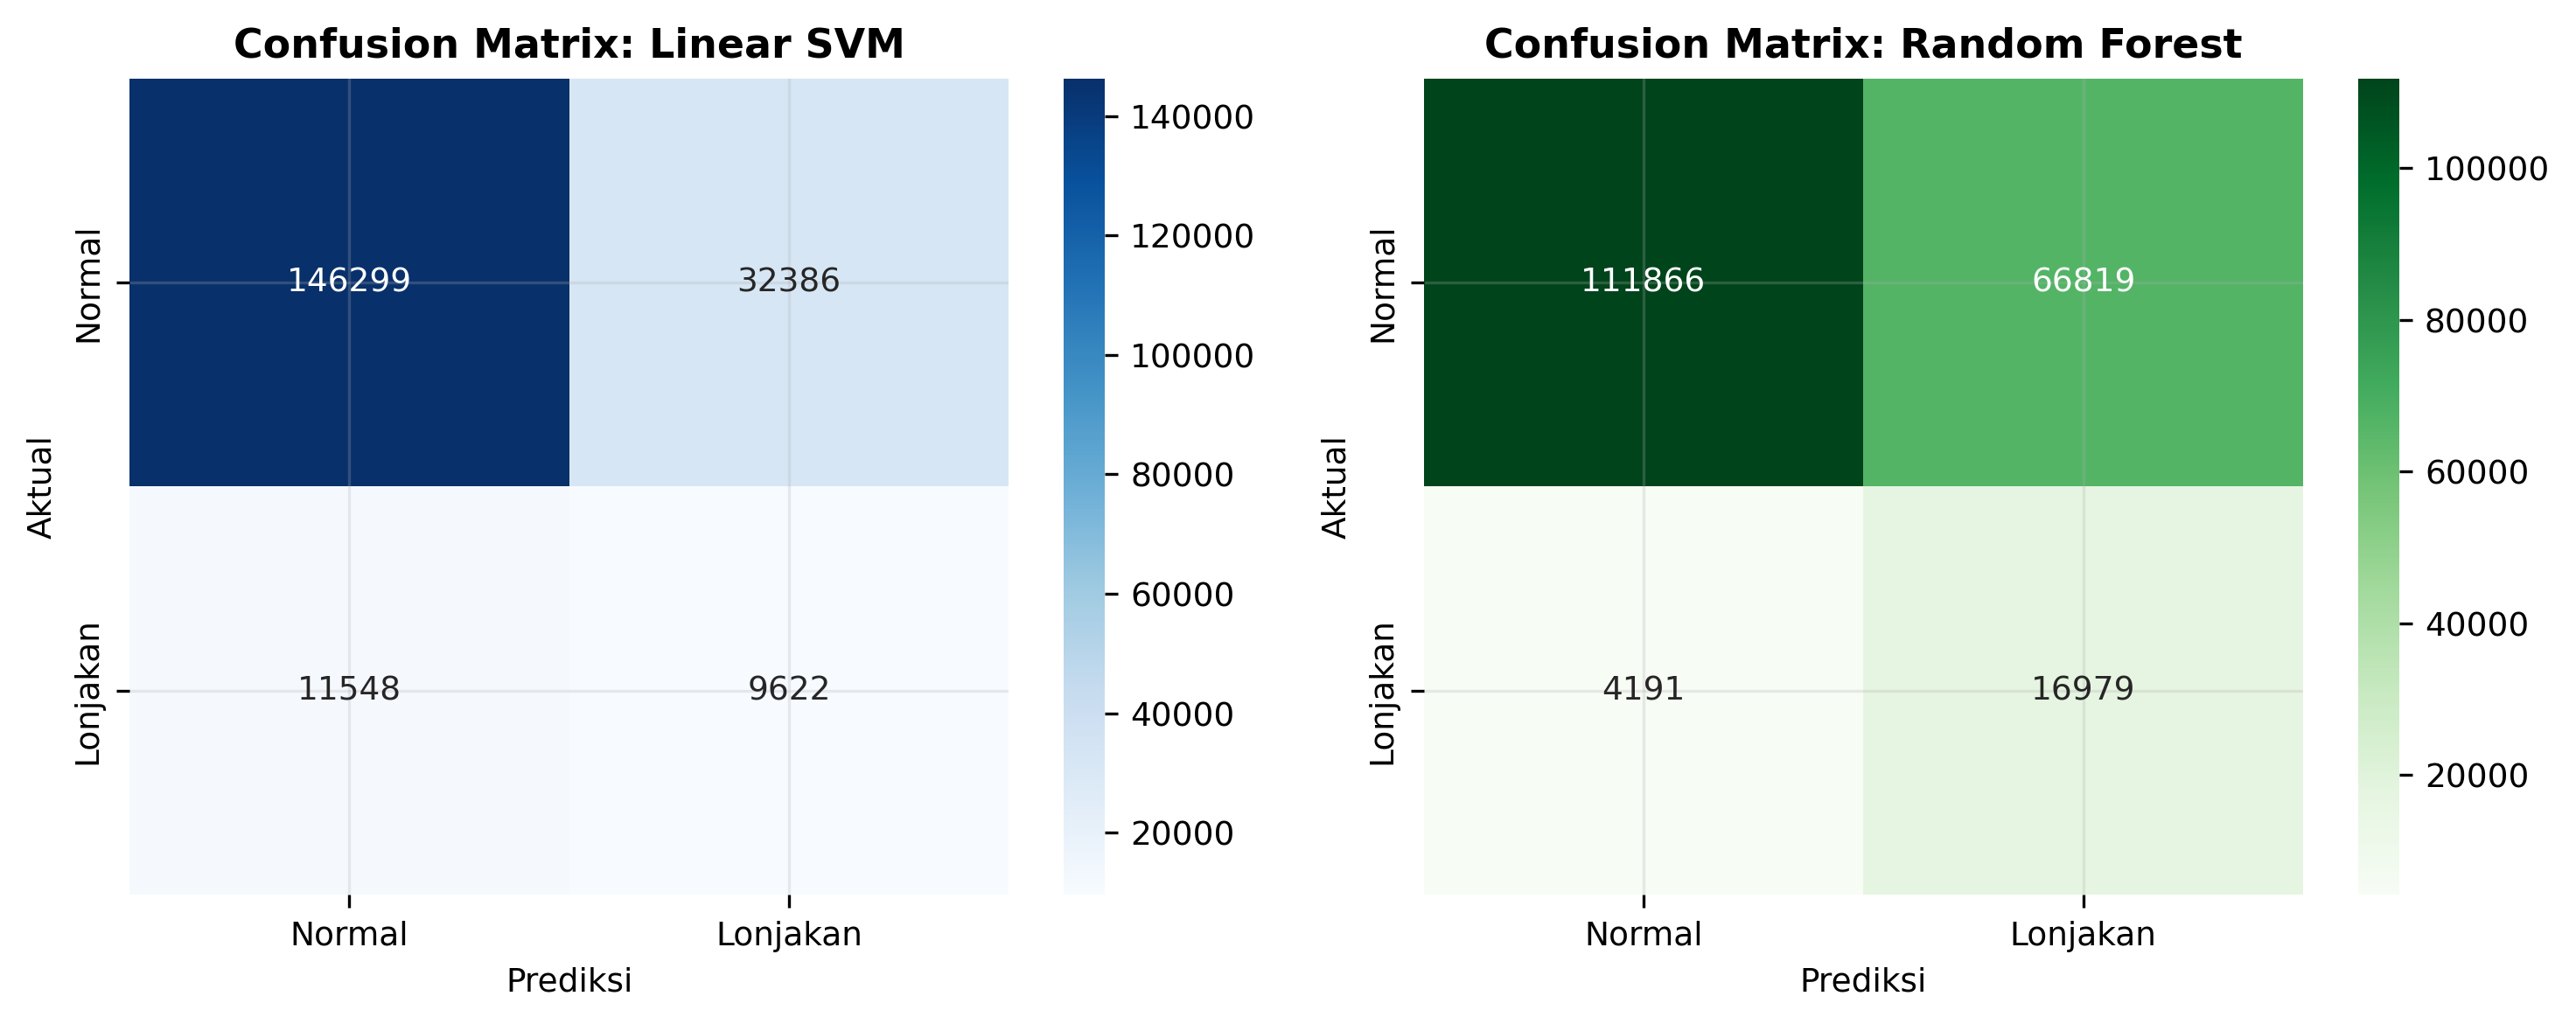 Confusion Matrix: Linear SVM
Normal
Lonjakan
Aktual
146299
32386
11548
9622
Normal
Lonjakan
Prediksi
140000
120000
100000
80000
60000
40000
20000
Confusion Matrix: Random Forest
Normal
Lonjakan
Aktual
111866
66819
4191
16979
Normal
Lonjakan
Prediksi
100000
80000
60000
40000
20000